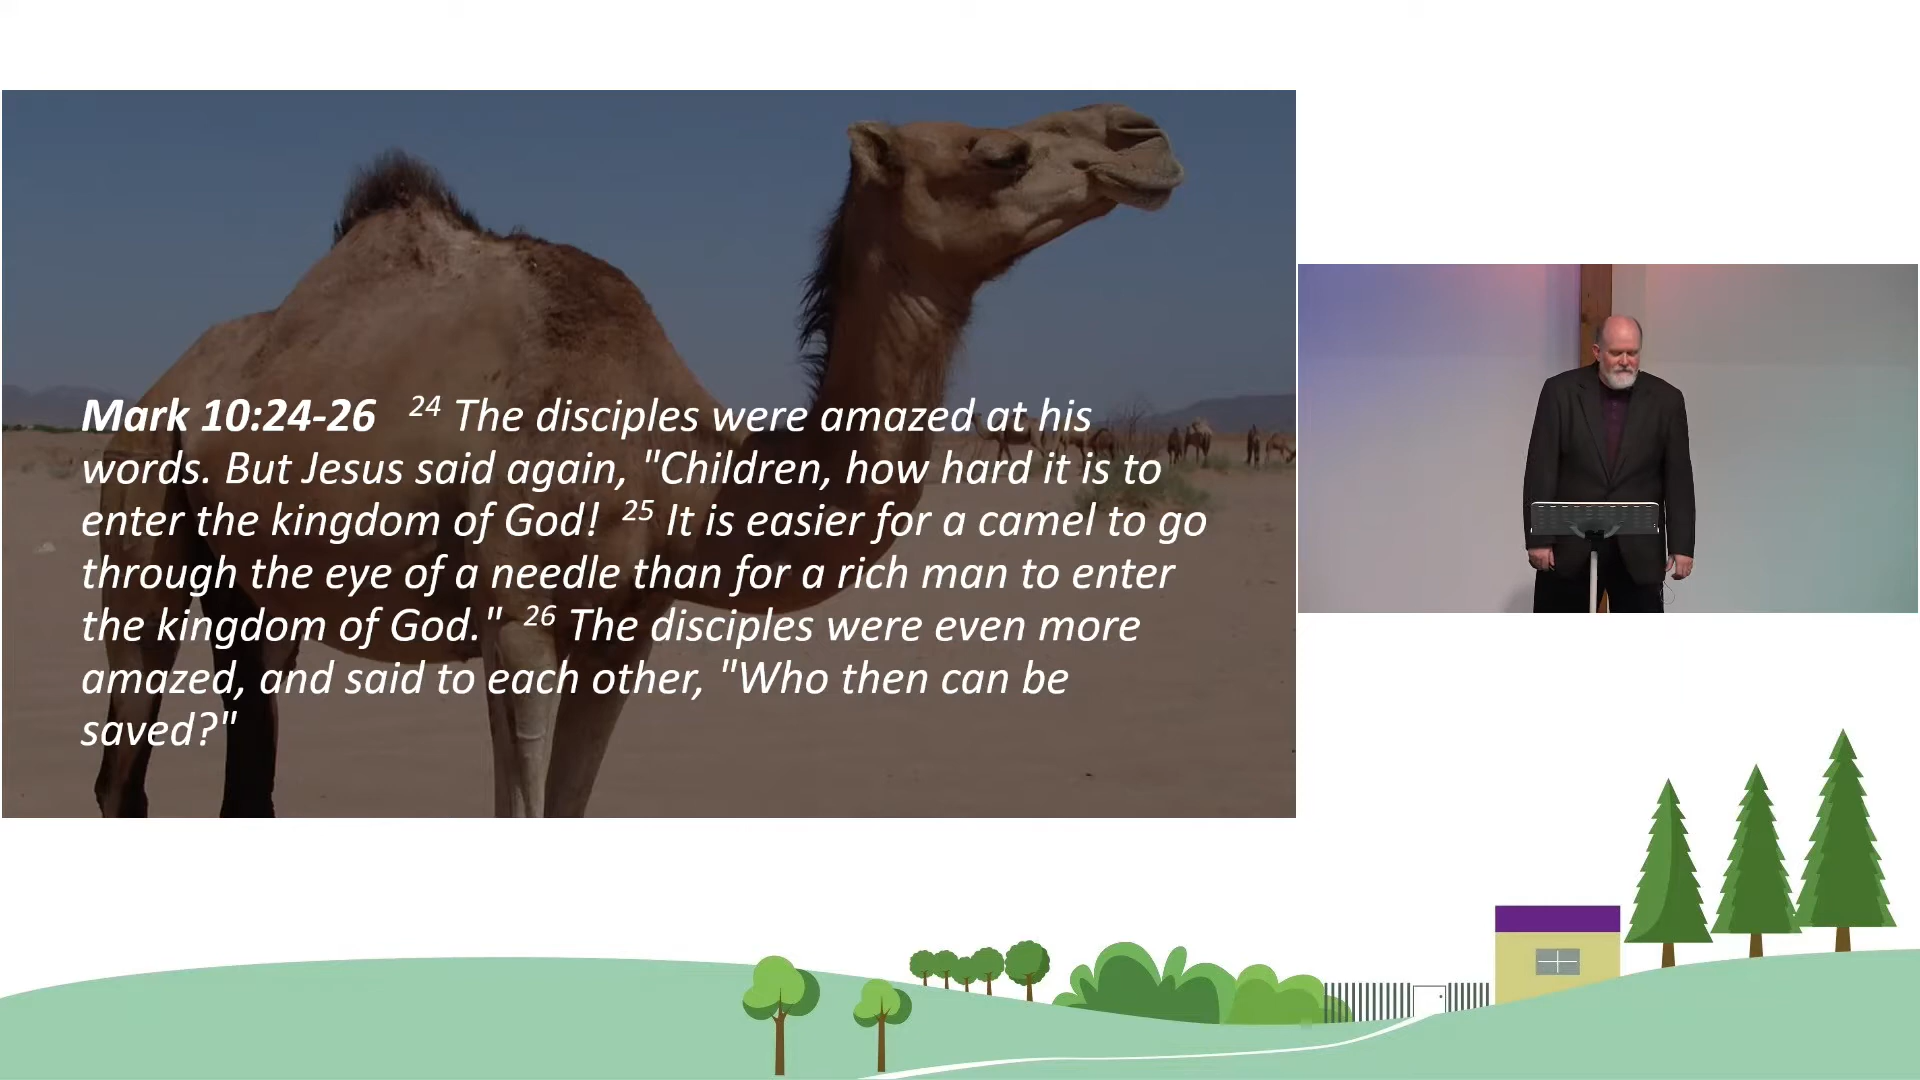 Mark 10:24-26 24 The disciples were amazed at his
words. But Jesus said again, "Children, how hard it is to
enter the kingdom of God! 25 It is easier for a camel to go
through the eye of a needle than for a rich man to enter
the kingdom of God." 26 The disciples were even more
amazed, and said to each other, "Who then can be
saved?"